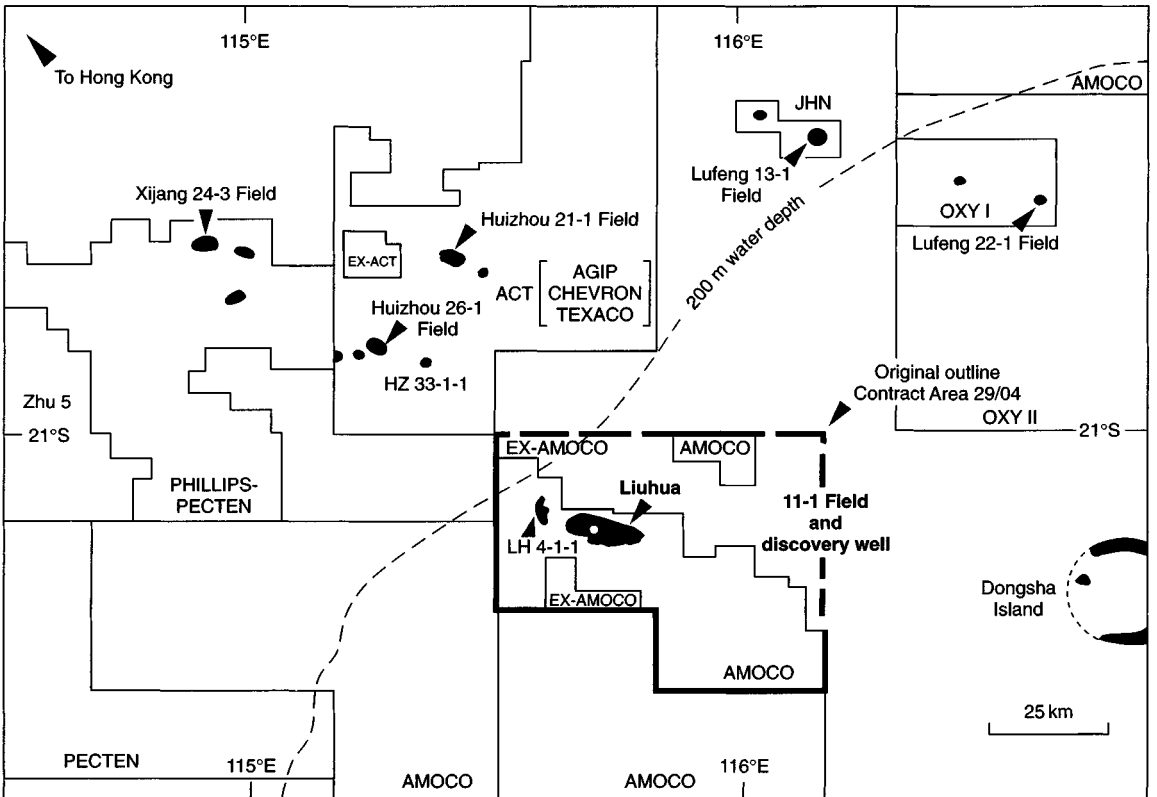 115°E
116°E
To Hong Kong
AMOCO
JHN
Lufeng 13-1
Field
Xijang 24-3 Field
OXY I
Lufeng 22-1 Field
Huizhou 21-1 Field
EX-ACT
ACT
AGIP
CHEVRON
TEXACO
200 m water depth
Huizhou 26-1
Field
HZ 33-1-1
Original outline
Contract Area 29/04
Zhu 5
21°S
OXY II
21°S
EX-AMOCO
AMOCO
PHILLIPS-
PECTEN
Liuhua
11-1 Field
and
discovery well
LH 4-1-1
EX-AMOCO
Dongsha
Island
AMOCO
25 km
PECTEN
115°E
AMOCO
AMOCO
116°E